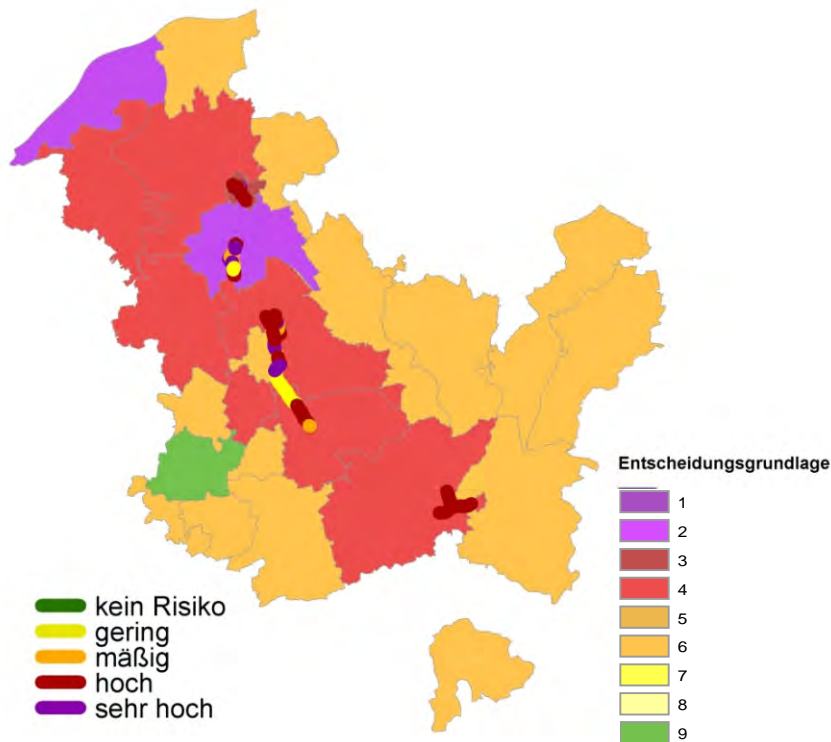 Entscheidungsgrundlage
1
2
3
4
5
6
7
8
9
kein Risiko
gering
mäßig
hoch
sehr hoch